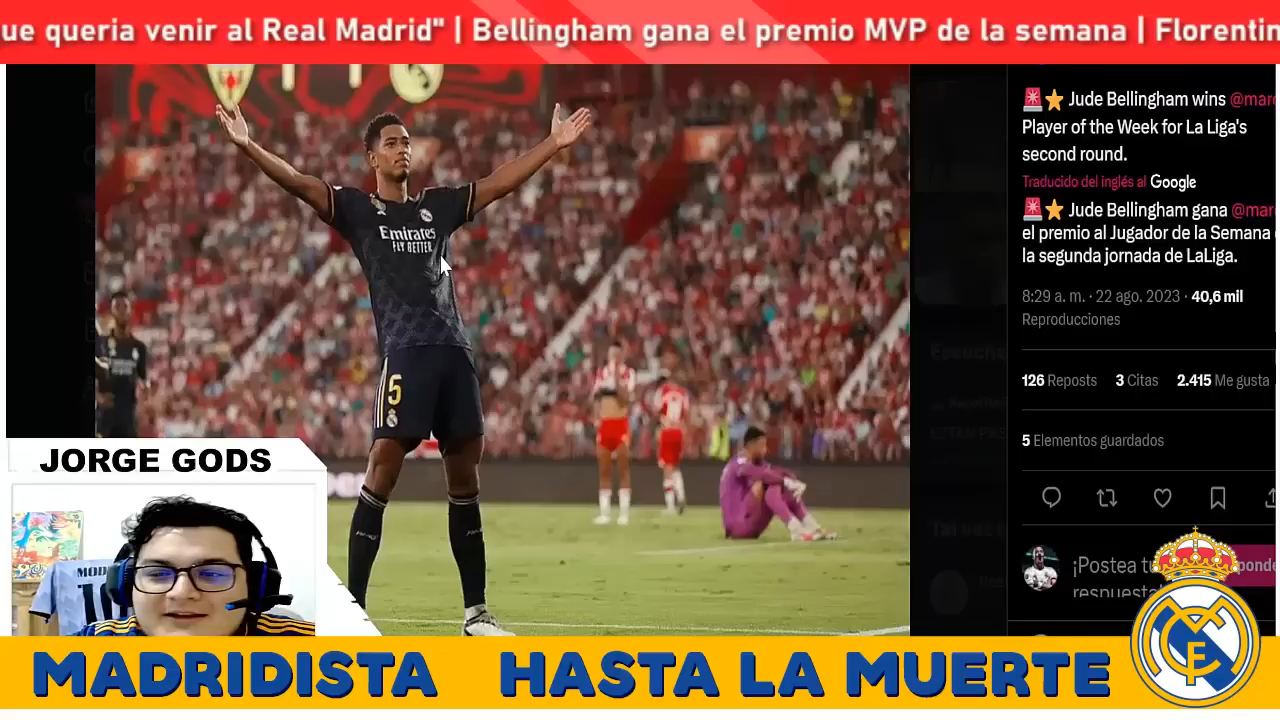 ue queria venir al Real Madrid" | Bellingham gana el premio MVP de la semana | Florentin
Jude Bellingham wins @mar
Player of the Week for La Liga's
second round.
Traducido del inglés al Google
Jude Bellingham gana @mar
el premio al Jugador de la Semana
la segunda jornada de LaLiga.
8:29 a. m. · 22 ago. 2023 · 40,6 mil
Reproducciones
126 Reposts 3 Citas 2.415 Me gusta
5 Elementos guardados
¡Postea tu
respuesta
ponde
Emirates
FLY BETTER
5
JORGE GODS
MOD
10
MADRIDISTA HASTA LA MUERTE